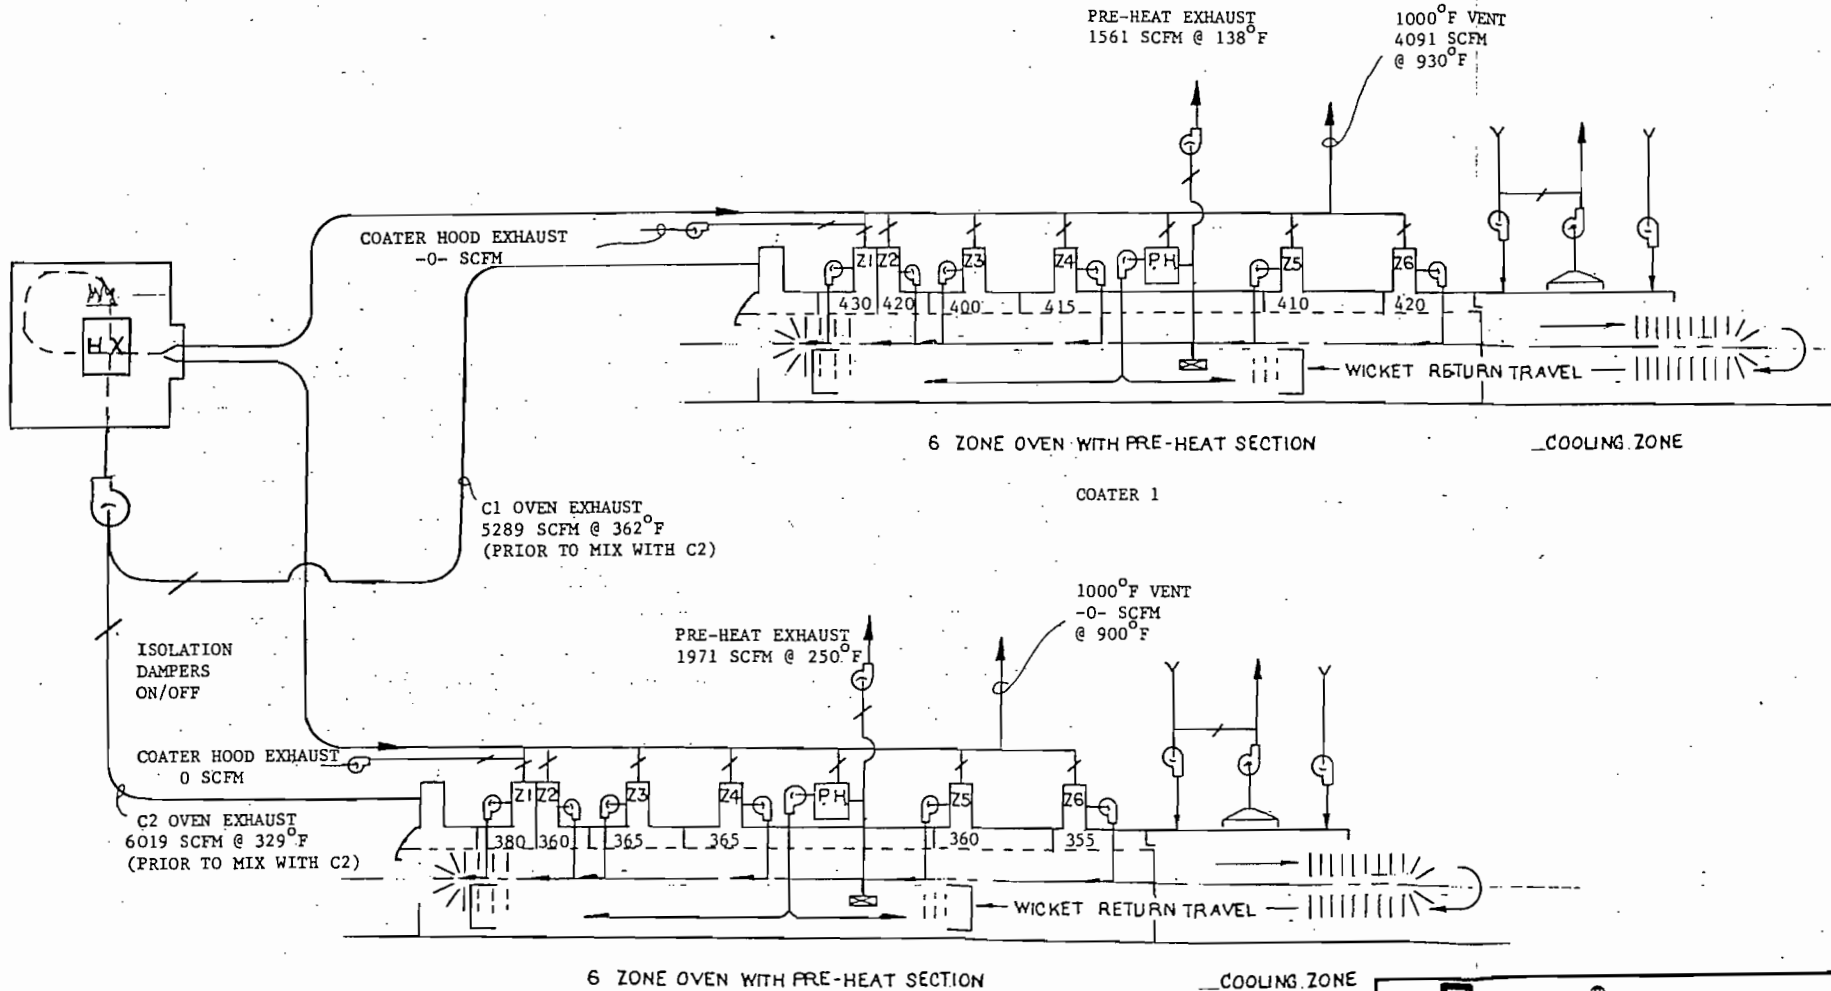 PRE-HEAT EXHAUST
1561 SCFM @ 138°F
1000°F VENT
4091 SCFM
@ 930°F
COATER HOOD EXHAUST
-0- SCFM
Z1 Z2 Z3 Z4 P.H Z5 Z6
430 420 400 415 410 420
HX
WICKET RETURN TRAVEL
6 ZONE OVEN WITH PRE-HEAT SECTION
COOLING ZONE
COATER 1
C1 OVEN EXHAUST
5289 SCFM @ 362°F
(PRIOR TO MIX WITH C2)
1000°F VENT
-0- SCFM
@ 900°F
PRE-HEAT EXHAUST
1971 SCFM @ 250°F
ISOLATION
DAMPERS
ON/OFF
COATER HOOD EXHAUST
0 SCFM
Z1 Z2 Z3 Z4 P.H Z5 Z6
380 360 365 365 360 355
C2 OVEN EXHAUST
6019 SCFM @ 329°F
(PRIOR TO MIX WITH C2)
WICKET RETURN TRAVEL
6 ZONE OVEN WITH PRE-HEAT SECTION
COOLING ZONE